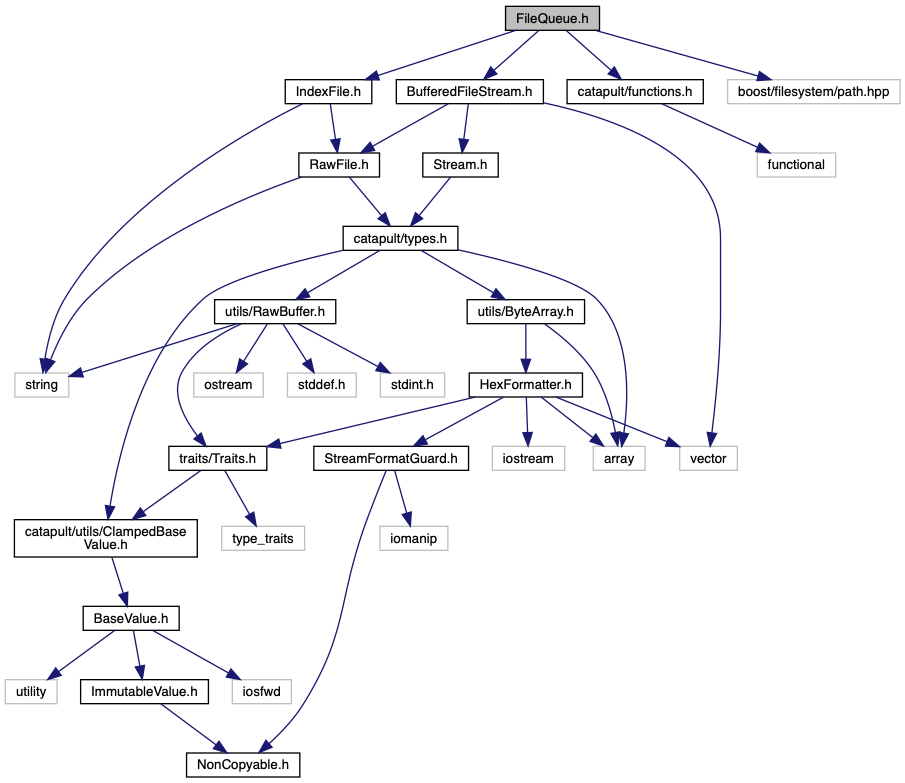 FileQueue.h
IndexFile.h
BufferedFileStream.h
catapult/functions.h
boost/filesystem/path.hpp
RawFile.h
Stream.h
functional
catapult/types.h
utils/RawBuffer.h
utils/ByteArray.h
string
ostream
stddef.h
stdint.h
HexFormatter.h
traits/Traits.h
StreamFormatGuard.h
iostream
array
vector
catapult/utils/ClampedBase
Value.h
type_traits
iomanip
BaseValue.h
utility
ImmutableValue.h
iosfwd
NonCopyable.h